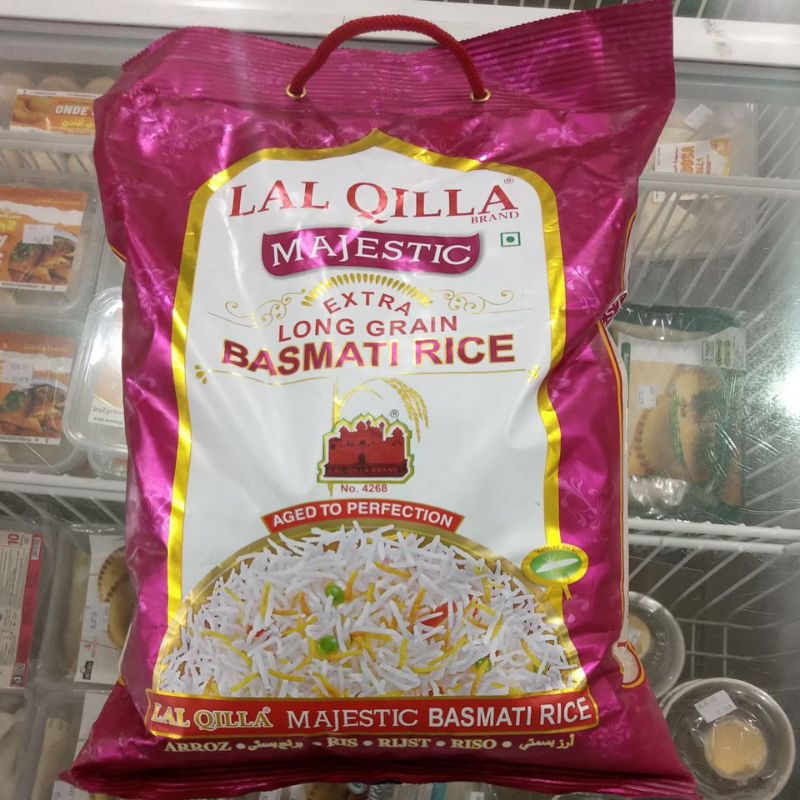 LAL QILLA®
BRAND
MAJESTIC
EXTRA
LONG GRAIN
BASMATI RICE
®
LAL-QILLA BRAND
No. 4268
AGED TO PERFECTION
LAL QILLA® MAJESTIC BASMATI RICE
ARROZ • برنج بسمتی • RIS • RIJST • RISO • أرز بسمتي
ONDE